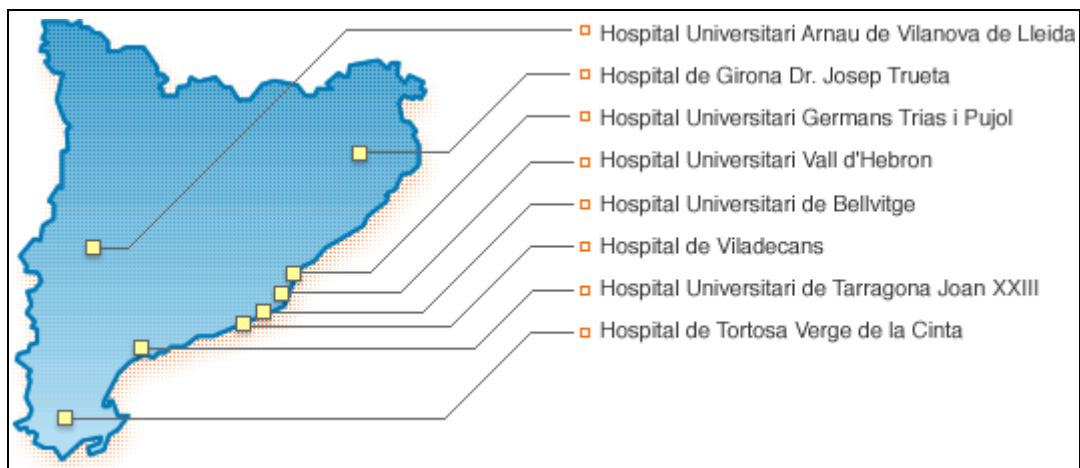 Hospital Universitari Arnau de Vilanova de Lleida
Hospital de Girona Dr. Josep Trueta
Hospital Universitari Germans Trias i Pujol
Hospital Universitari Vall d'Hebron
Hospital Universitari de Bellvitge
Hospital de Viladecans
Hospital Universitari de Tarragona Joan XXIII
Hospital de Tortosa Verge de la Cinta